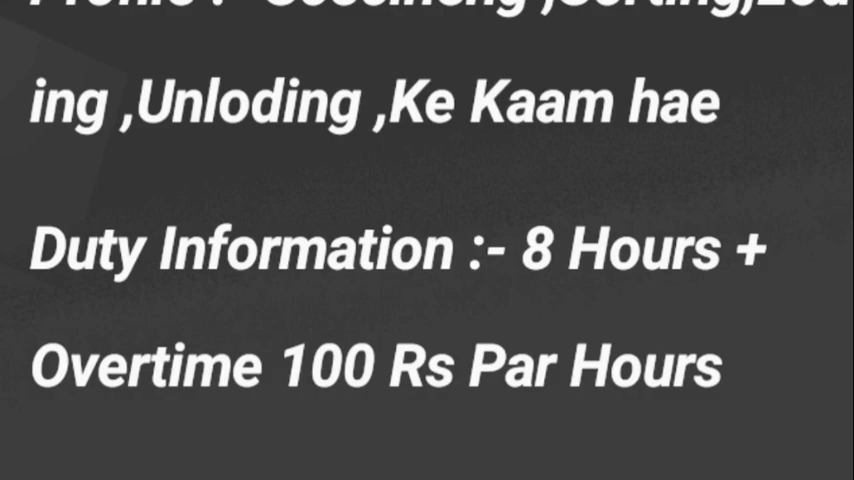 ing ,Unloding ,Ke Kaam hae
Duty Information :- 8 Hours +
Overtime 100 Rs Par Hours